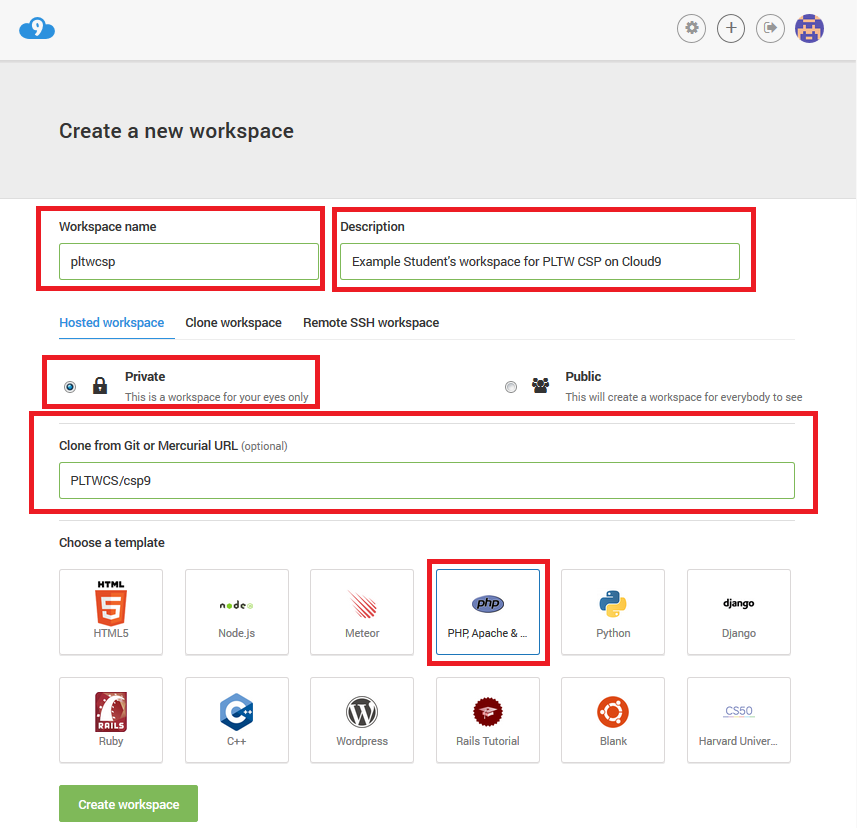 9
Create a new workspace
Workspace name
Description
pltwcsp
Example Student's workspace for PLTW CSP on Cloud9
Hosted workspace
Clone workspace
Remote SSH workspace
Private
This is a workspace for your eyes only
Public
This will create a workspace for everybody to see
Clone from Git or Mercurial URL (optional)
PLTWCS/csp9
Choose a template
HTML
5
HTML5
node
Node.js
Meteor
php
PHP, Apache & ...
Python
django
Django
RAILS
Ruby
C++
C++
W
Wordpress
Rails Tutorial
Blank
CS50
Harvard Univer...
Create workspace